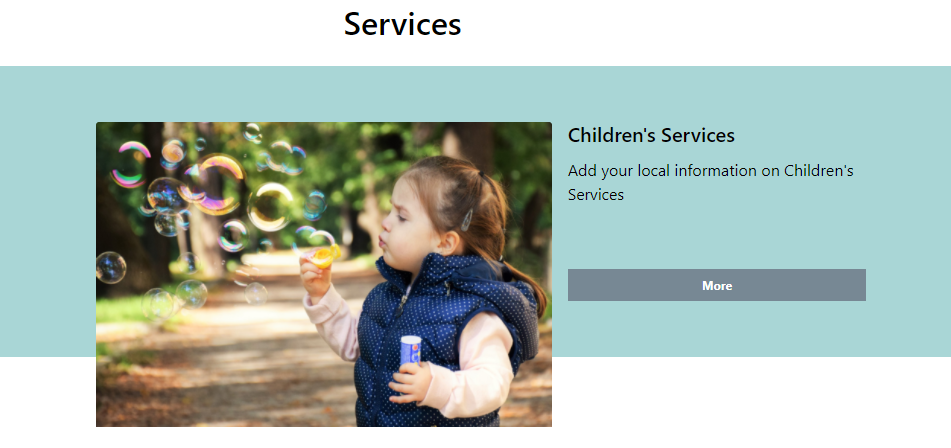 Services
Children's Services
Add your local information on Children's
Services
More